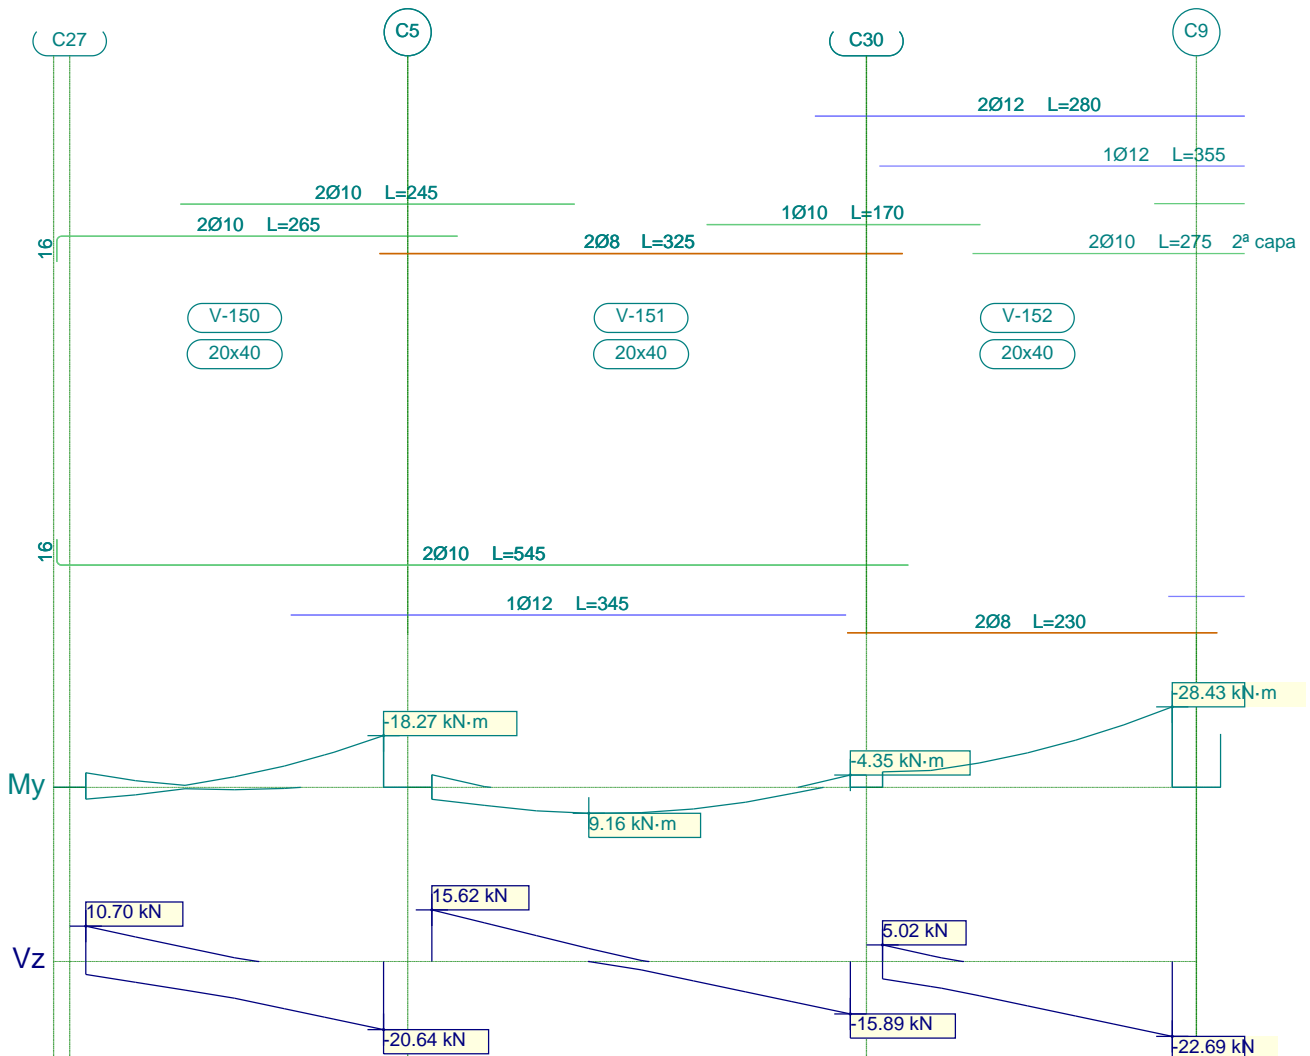 C27
C5
C30
C9
2Ø12 L=280
1Ø12 L=355
2Ø10 L=245
2Ø10 L=265
1Ø10 L=170
16
2Ø8 L=325
2Ø10 L=275 2ª capa
V-150
V-151
V-152
20x40
20x40
20x40
16
2Ø10 L=545
1Ø12 L=345
2Ø8 L=230
-28.43 kN·m
-18.27 kN·m
-4.35 kN·m
My
9.16 kN·m
15.62 kN
10.70 kN
5.02 kN
Vz
-20.64 kN
-15.89 kN
-22.69 kN